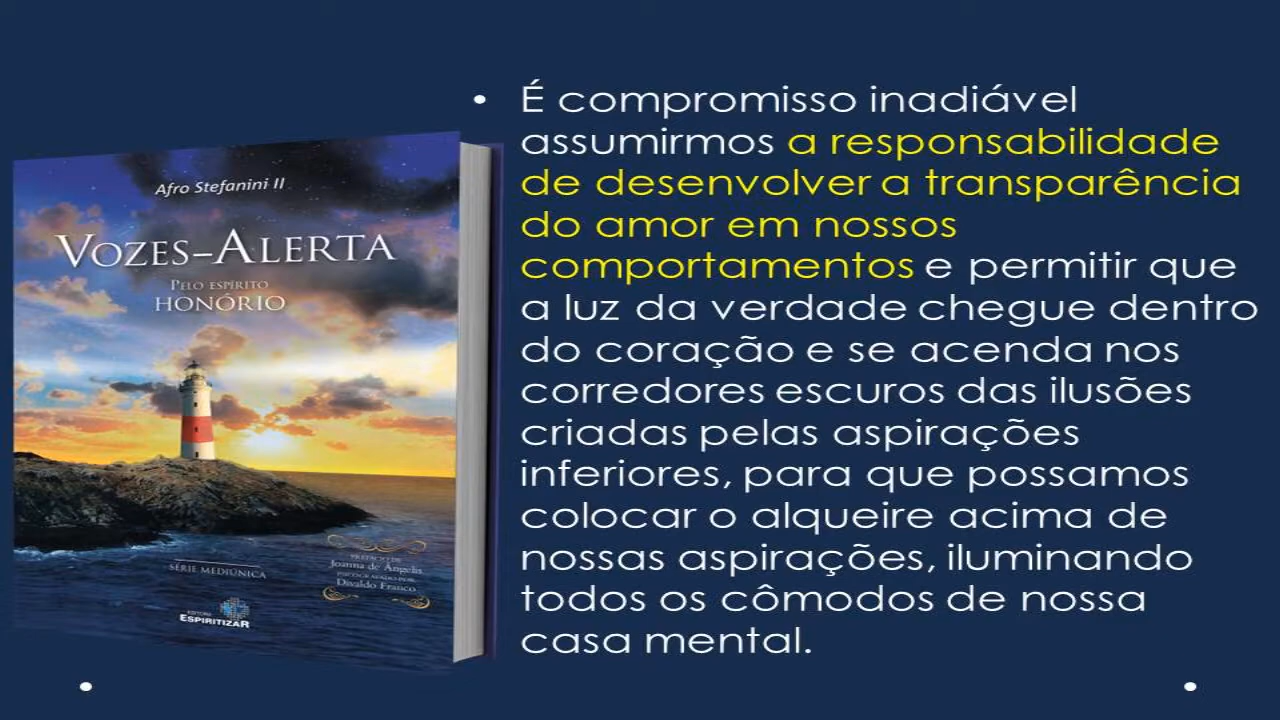 Afro Stefanini II
VOZES-ALERTA
PELO ESPÍRITO
HONÓRIO
PREFÁCIO DE
Joanna de Ângelis
PSICOGRAFADO POR
Divaldo Franco
SÉRIE MEDIÚNICA
EDITORA
ESPIRITIZAR
• É compromisso inadiável
assumirmos a responsabilidade
de desenvolver a transparência
do amor em nossos
comportamentos e permitir que
a luz da verdade chegue dentro
do coração e se acenda nos
corredores escuros das ilusões
criadas pelas aspirações
inferiores, para que possamos
colocar o alqueire acima de
nossas aspirações, iluminando
todos os cômodos de nossa
casa mental.